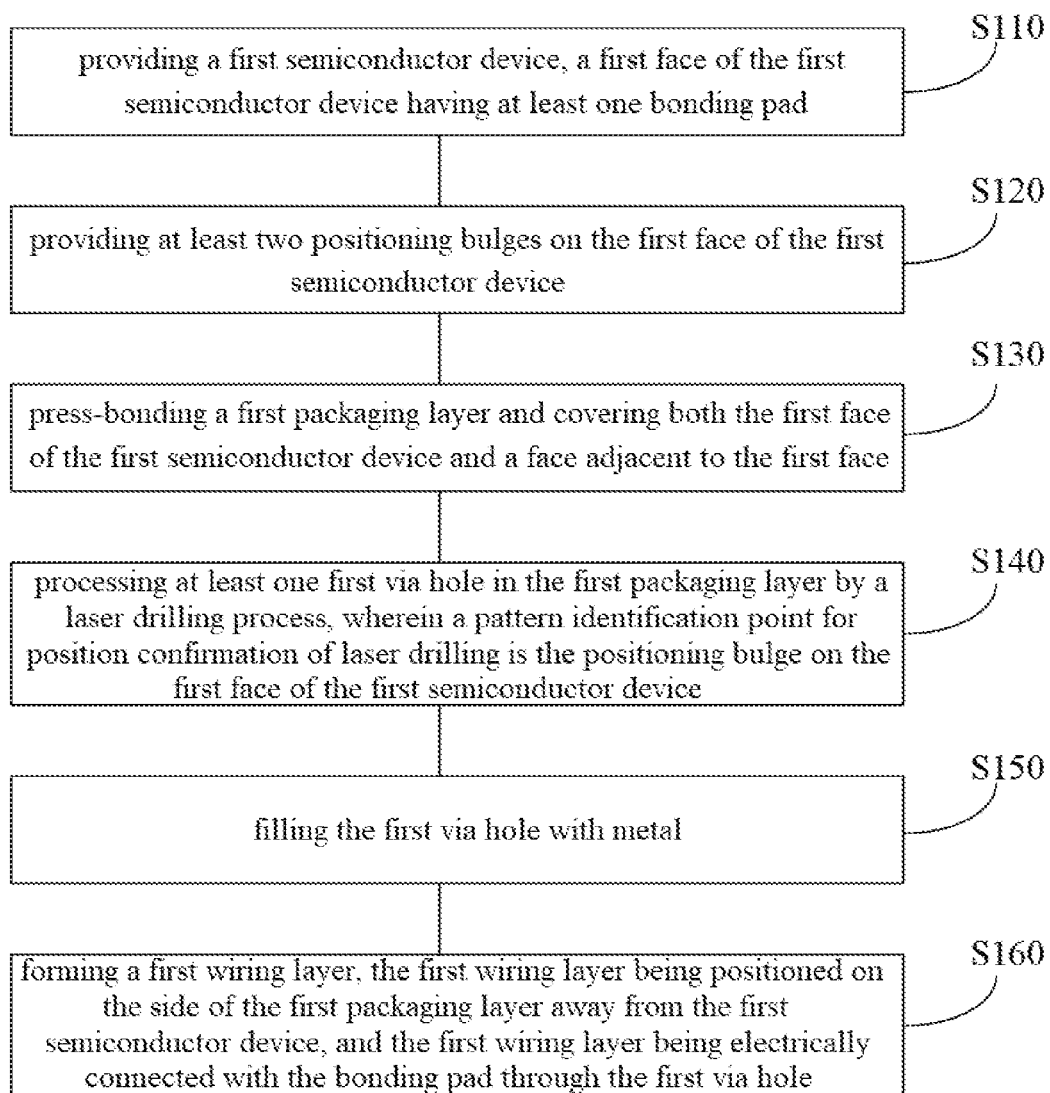 S110
providing a first semiconductor device, a first face of the first
semiconductor device having at least one bonding pad
S120
providing at least two positioning bulges on the first face of the first
semiconductor device
S130
press-bonding a first packaging layer and covering both the first face
of the first semiconductor device and a face adjacent to the first face
S140
processing at least one first via hole in the first packaging layer by a
laser drilling process, wherein a pattern identification point for
position confirmation of laser drilling is the positioning bulge on the
first face of the first semiconductor device
S150
filling the first via hole with metal
S160
forming a first wiring layer, the first wiring layer being positioned on
the side of the first packaging layer away from the first
semiconductor device, and the first wiring layer being electrically
connected with the bonding pad through the first via hole